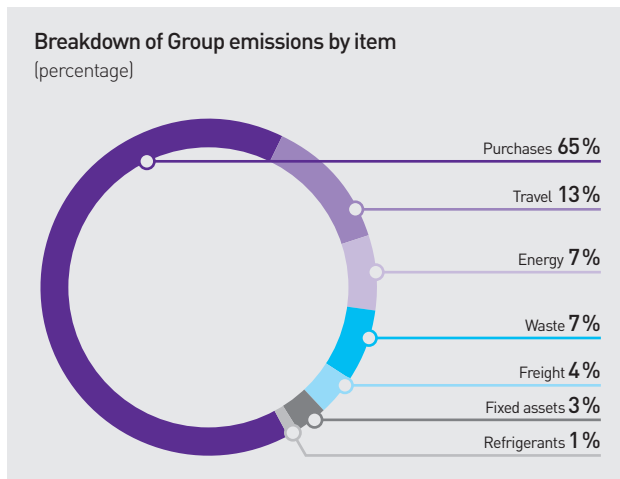 Breakdown of Group emissions by item
(percentage)
Purchases 65%
Travel 13%
Energy 7%
Waste 7%
Freight 4%
Fixed assets 3%
Refrigerants 1%